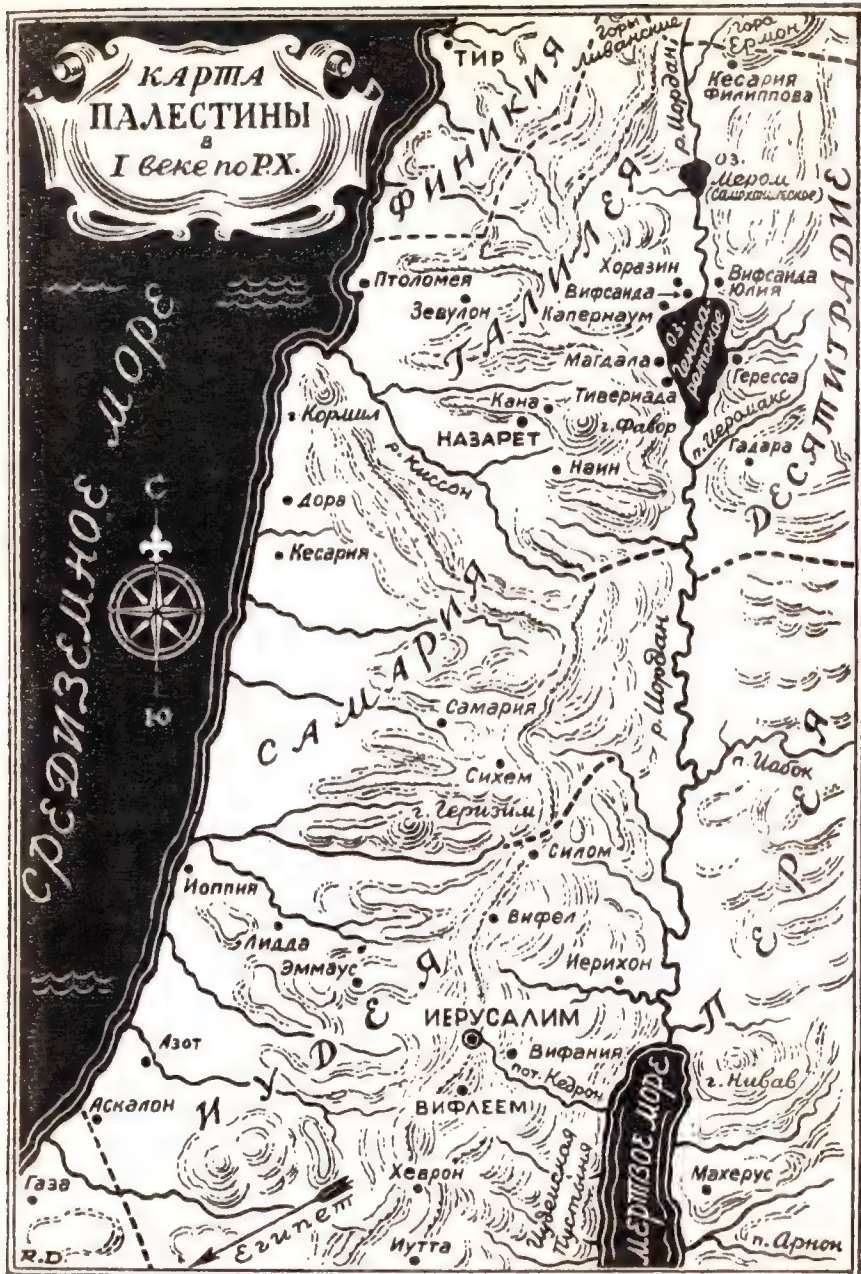 КАРТА
ПАЛЕСТИНЫ
в
I веке по Р.Х.
ТИР
горы
Ливанские
гора
Ермон
Кесария
Филиппова
р. Иордан
ФИНИКИЯ
оз.
Мером
ГАЛИЛЕЯ
ДЕСЯТИГРАДИЕ
Птоломея
Зевулон
Хоразин
Вифсаида
Капернаум
Вифсаида
Юлия
оз.
Магдала
Тивериада
Гересса
п. Иеромакс
Гадара
г. Кормил
Кана
НАЗАРЕТ
г. Фавор
Наин
р. Киссон
СРЕДИЗЕМНОЕ МОРЕ
С
Ю
Дора
Кесария
САМАРИЯ
р. Иордан
Самария
Сихем
г. Геризим
п. Иабок
ПЕРЕЯ
Силом
Иоппия
Вифел
Лидда
Эммаус
Иерихон
ИУДЕЯ
ИЕРУСАЛИМ
Вифания
пот. Кедрон
Азот
ВИФЛЕЕМ
г. Нивав
Аскалон
МЕРТВОЕ МОРЕ
Иудейская
Пустыня
Газа
Хеврон
Махерус
Египет
Иутта
п. Арнон
R.D.